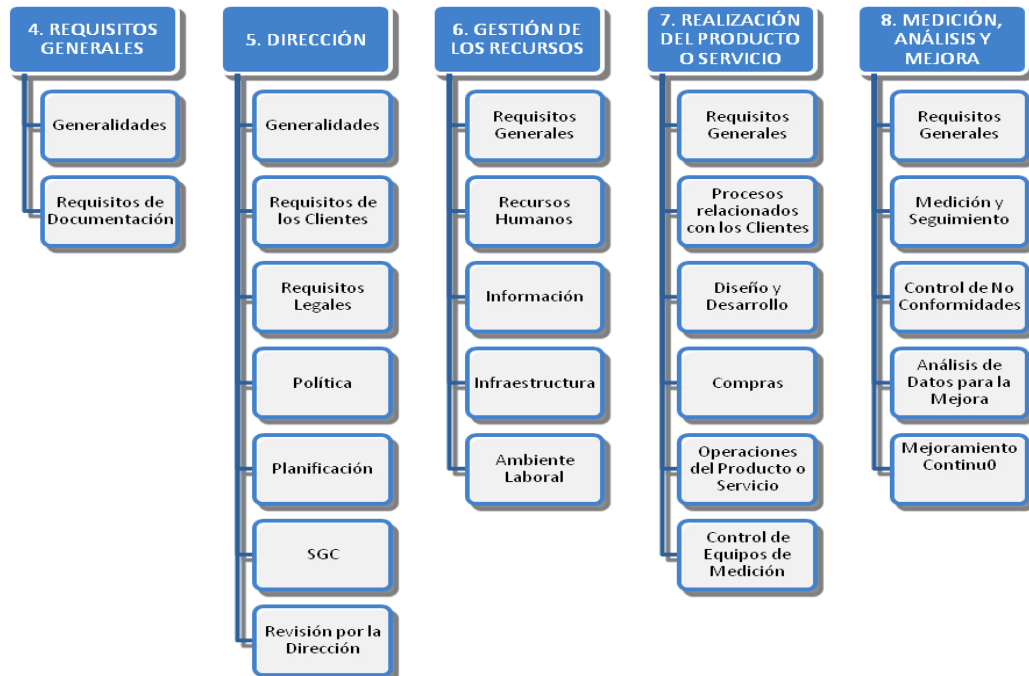 4. REQUISITOS
GENERALES
Generalidades
Requisitos de
Documentación
5. DIRECCIÓN
Generalidades
Requisitos de
los Clientes
Requisitos
Legales
Política
Planificación
SGC
Revisión por la
Dirección
6. GESTIÓN DE
LOS RECURSOS
Requisitos
Generales
Recursos
Humanos
Información
Infraestructura
Ambiente
Laboral
7. REALIZACIÓN
DEL PRODUCTO
O SERVICIO
Requisitos
Generales
Procesos
relacionados
con los Clientes
Diseño y
Desarrollo
Compras
Operaciones
del Producto o
Servicio
Control de
Equipos de
Medición
8. MEDICIÓN,
ANÁLISIS Y
MEJORA
Requisitos
Generales
Medición y
Seguimiento
Control de No
Conformidades
Análisis de
Datos para la
Mejora
Mejoramiento
Continu0